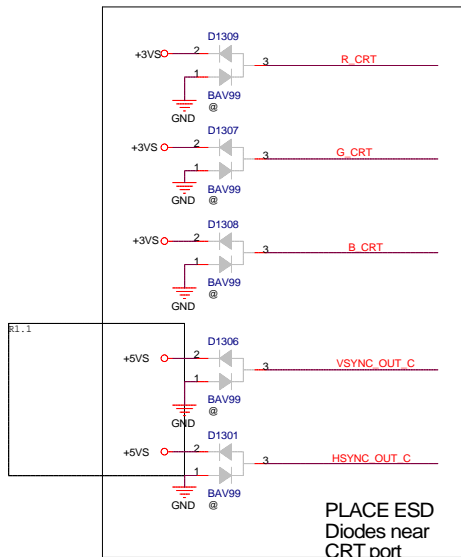 D1309
+3VS 2
3 R_CRT
1
BAV99
GND @
D1307
+3VS 2
3 G_CRT
1
BAV99
GND @
D1308
+3VS 2
3 B_CRT
1
BAV99
GND @
R1.1
D1306
+5VS 2
3 VSYNC_OUT_C
1
BAV99
GND @
D1301
+5VS 2
3 HSYNC_OUT_C
1
BAV99
GND @
PLACE ESD
Diodes near
CRT port